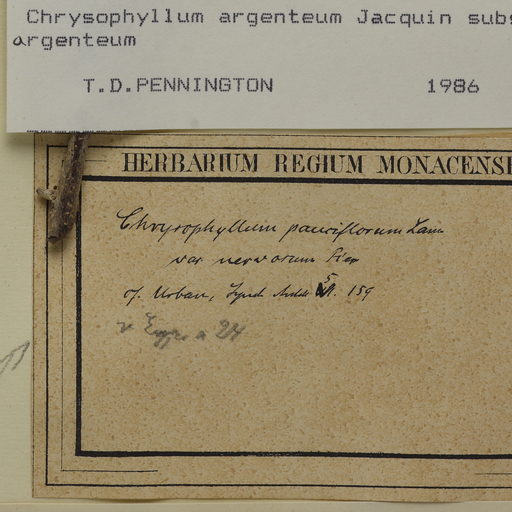 Chrysophyllum argenteum Jacquin subs
argenteum
T.D.PENNINGTON 1986
HERBARIUM REGIUM MONACENSE
Chrysophyllum pauciflorum Lam
var nervosum Pier
cf. Urban, Symb Antill 5. 159
v Eggers n 24